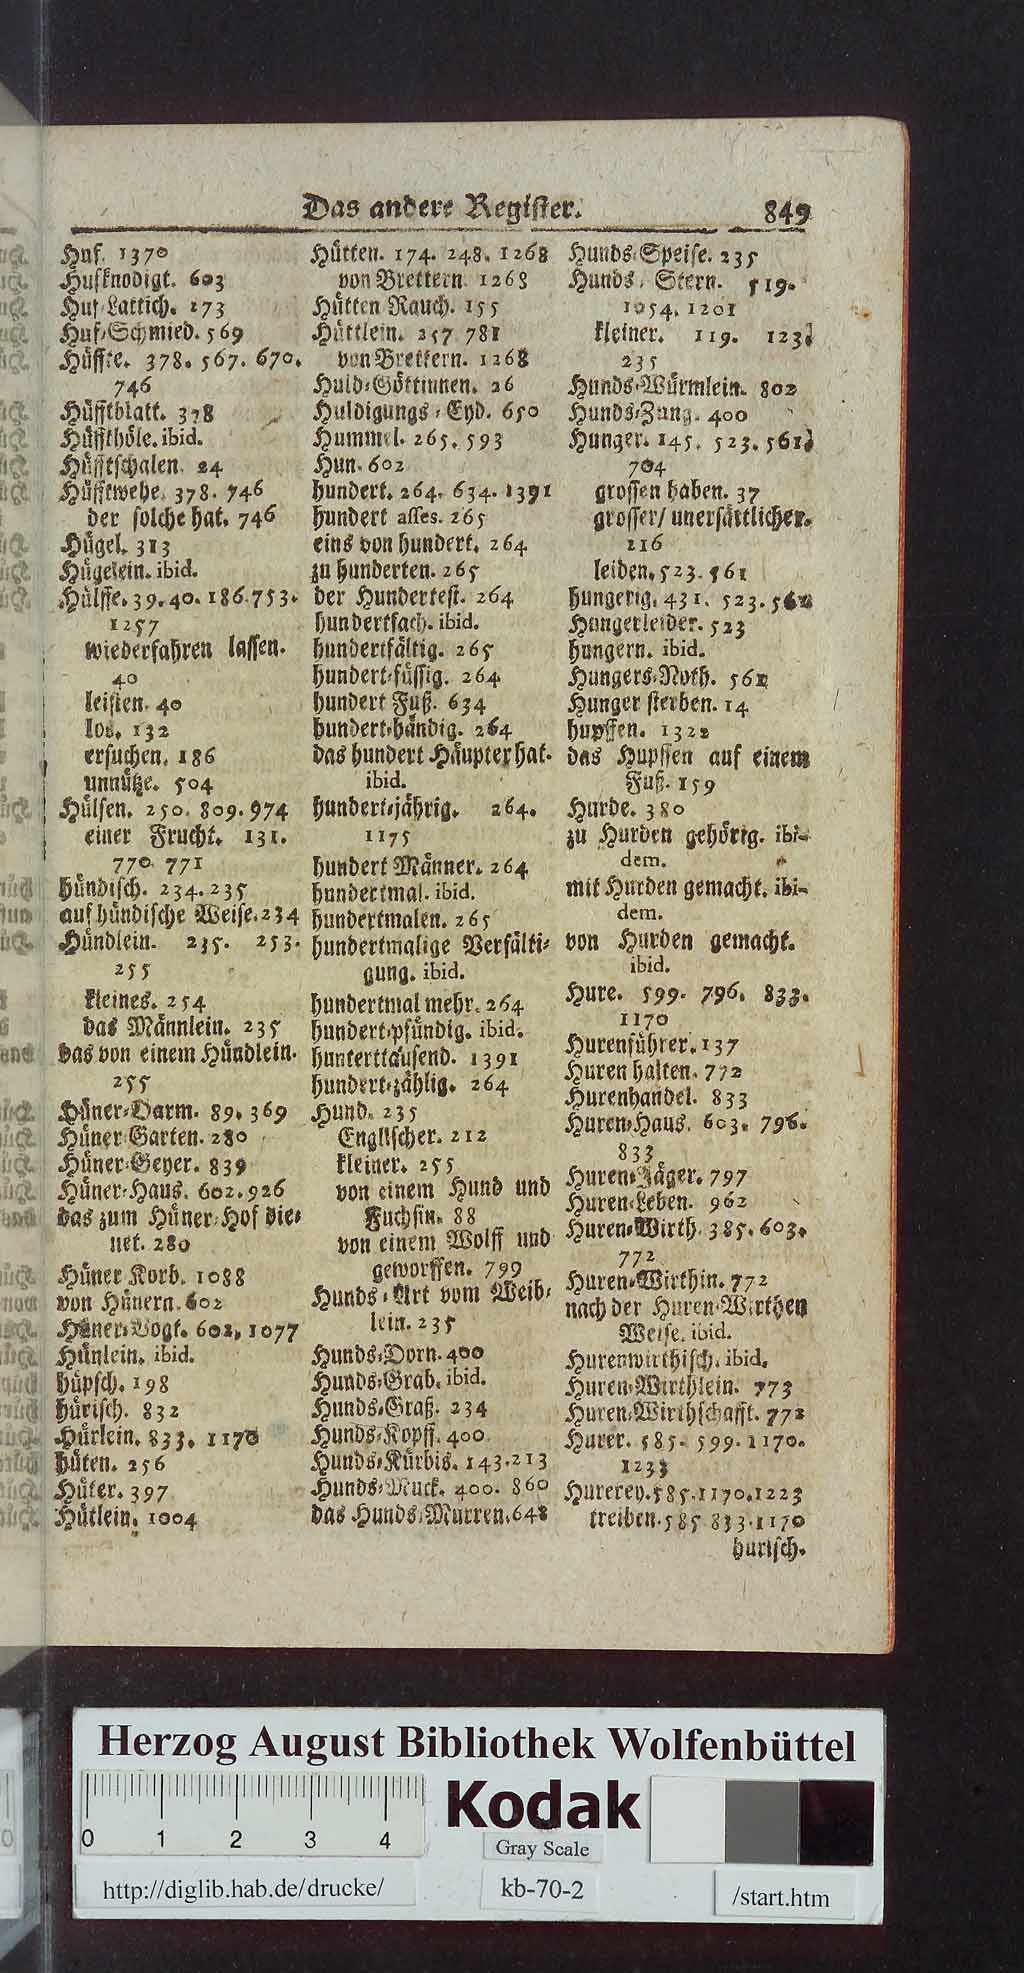 Das andere Register. 849
Huf. 1370
Hufknodigt. 603
Huf-Lattich. 273
Huf-Schmied. 569
Hüffte. 378. 567. 670.
746
Hüfftblatt. 378
Hüffthöle. ibid.
Hüfftschalen. 24
Hüfftwehe. 378. 746
der solche hat. 746
Hügel. 313
Hügelein. ibid.
Hülffe. 39. 40. 186. 753.
1257
wiederfahren lassen.
40
leisten. 40
los. 132
ersuchen. 186
unnütze. 504
Hülsen. 250. 809. 974
einer Frucht. 131.
770. 771
hündisch. 234. 235
auf hündische Weise. 234
Hündlein. 235. 253.
255
kleines. 254
das Männlein. 235
das von einem Hündlein.
255
Hüner-Darm. 89. 369
Hüner-Garten. 280
Hüner-Geyer. 839
Hüner-Haus. 602. 926
das zum Hüner-Hof die-
net. 280
Hüner Korb. 1088
von Hünern. 602
Hüner-Vogt. 602. 1077
Hünlein. ibid.
hüpsch. 198
hürisch. 832
Hürlein. 833. 1170
hüten. 256
Hüter. 397
Hütlein. 1004
Hütten. 174. 248. 1268
von Brettern. 1268
Hütten Rauch. 155
Hüttlein. 257 781
von Brettern. 1268
Huld-Göttinnen. 26
Huldigungs-Eyd. 650
Hummel. 265. 593
Hun. 602
hundert. 264. 634. 1391
hundert asses. 265
eins von hundert. 264
zu hunderten. 265
der Hundertest. 264
hundertfach. ibid.
hundertfältig. 265
hundert-füssig. 264
hundert Fuß. 634
hundert-händig. 264
das hundert Häupter hat.
ibid.
hundert-jährig. 264.
1175
hundert Männer. 264
hundertmal. ibid.
hundertmalen. 265
hundertmalige Verfälti-
gung. ibid.
hundertmal mehr. 264
hundert-pfündig. ibid.
hunterttausend. 1391
hundert-zählig. 264
Hund. 235
Englischer. 212
kleiner. 255
von einem Hund und
Fuchsin. 88
von einem Wolff und
geworffen. 799
Hunds-Art vom Weib-
lein. 235
Hunds-Dorn. 400
Hunds-Grab. ibid.
Hunds-Graß. 234
Hunds-Kopff. 400
Hunds-Kürbis. 143. 213
Hunds-Muck. 400. 860
das Hunds-Murren. 648
Hunds-Speise. 235
Hunds-Stern. 519.
1054. 1201
kleiner. 119. 123.
235
Hunds-Würmlein. 802
Hunds-Zung. 400
Hunger. 145. 523. 561.
704
grossen haben. 37
grosser/ unersättlicher.
216
leiden. 523. 561
hungerig. 431. 523. 561
Hungerleider. 523
hungern. ibid.
Hungers-Noth. 561
Hunger sterben. 14
hupffen. 1322
das Hupffen auf einem
Fuß. 159
Hurde. 380
zu Hurden gehörig. ibi-
dem.
mit Hurden gemacht. ibi-
dem.
von Hurden gemacht.
ibid.
Hure. 599. 796. 833.
1170
Hurenführer. 137
Huren halten. 772
Hurenhandel. 833
Huren-Haus. 603. 796.
833
Huren-Jäger. 797
Huren-Leben. 962
Huren-Wirth. 385. 603.
772
Huren-Wirthin. 772
nach der Huren-Wirthen
Weise. ibid.
Hurenwirthisch. ibid.
Huren-Wirthlein. 773
Huren-Wirthschafft. 772
Hurer. 585. 599. 1170.
1233
Hurerey. 585. 1170. 1223
treiben. 585 833. 1170
hurisch.
Herzog August Bibliothek Wolfenbüttel
0 1 2 3 4
Kodak
Gray Scale
http://diglib.hab.de/drucke/
kb-70-2
/start.htm